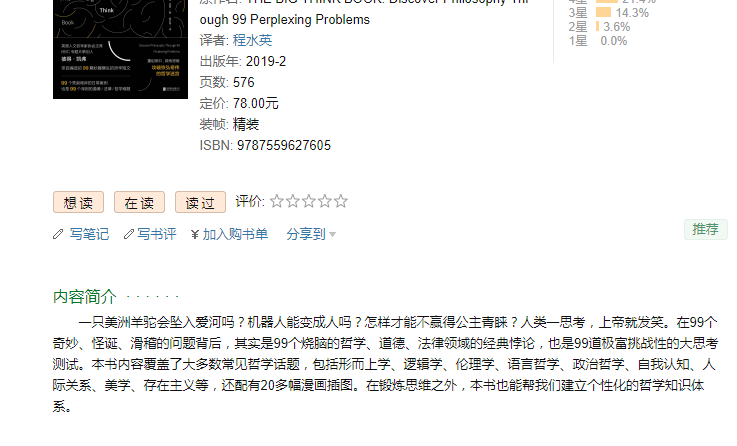 Think
Book
原作名: THE BIG THINK BOOK: Discover Philosophy Thr
ough 99 Perplexing Problems
译者: 程水英
出版年: 2019-2
页数: 576
定价: 78.00元
装帧: 精装
ISBN: 9787559627605
4星 21.4%
3星 14.3%
2星 3.6%
1星 0.0%
想读 在读 读过 评价:
写笔记 写书评 ¥ 加入购书单 分享到
推荐
内容简介 · · · · · ·
一只美洲羊驼会坠入爱河吗？机器人能变成人吗？怎样才能不赢得公主青睐？人类一思考，上帝就发笑。在99个
奇妙、怪诞、滑稽的问题背后，其实是99个烧脑的哲学、道德、法律领域的经典悖论，也是99道极富挑战性的大思考
测试。本书内容覆盖了大多数常见哲学话题，包括形而上学、逻辑学、伦理学、语言哲学、政治哲学、自我认知、人
际关系、美学、存在主义等，还配有20多幅漫画插图。在锻炼思维之外，本书也能帮我们建立个性化的哲学知识体
系。